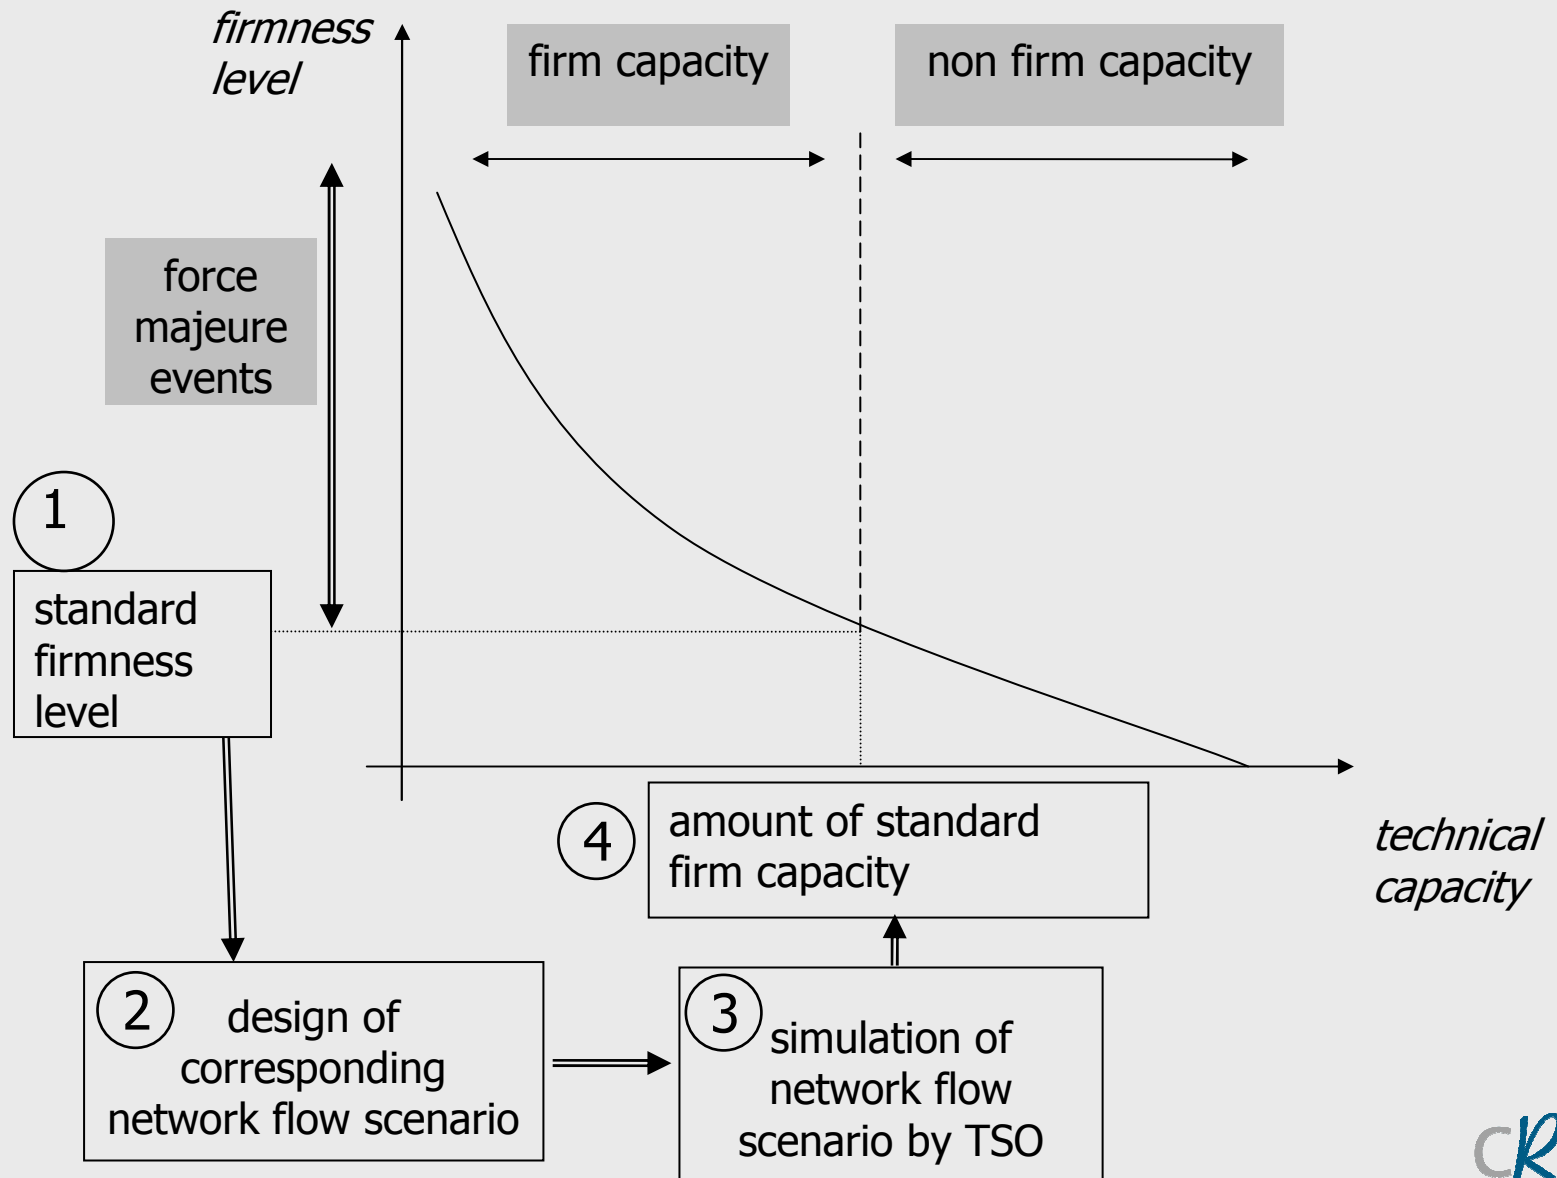 firmness
level
firm capacity
non firm capacity
force
majeure
events
1
standard
firmness
level
4
amount of standard
firm capacity
technical
capacity
2
design of
corresponding
network flow scenario
3
simulation of
network flow
scenario by TSO
CR